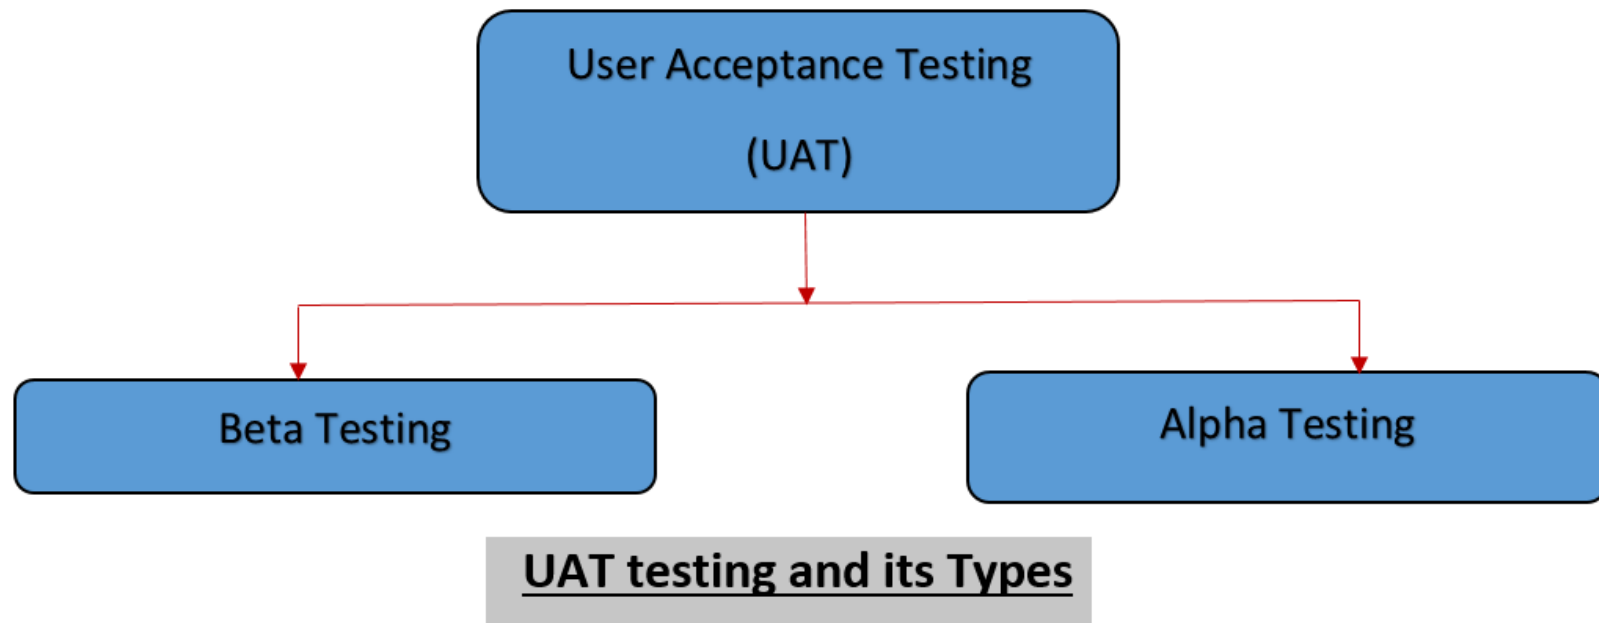 User Acceptance Testing
(UAT)
Beta Testing
Alpha Testing
UAT testing and its Types